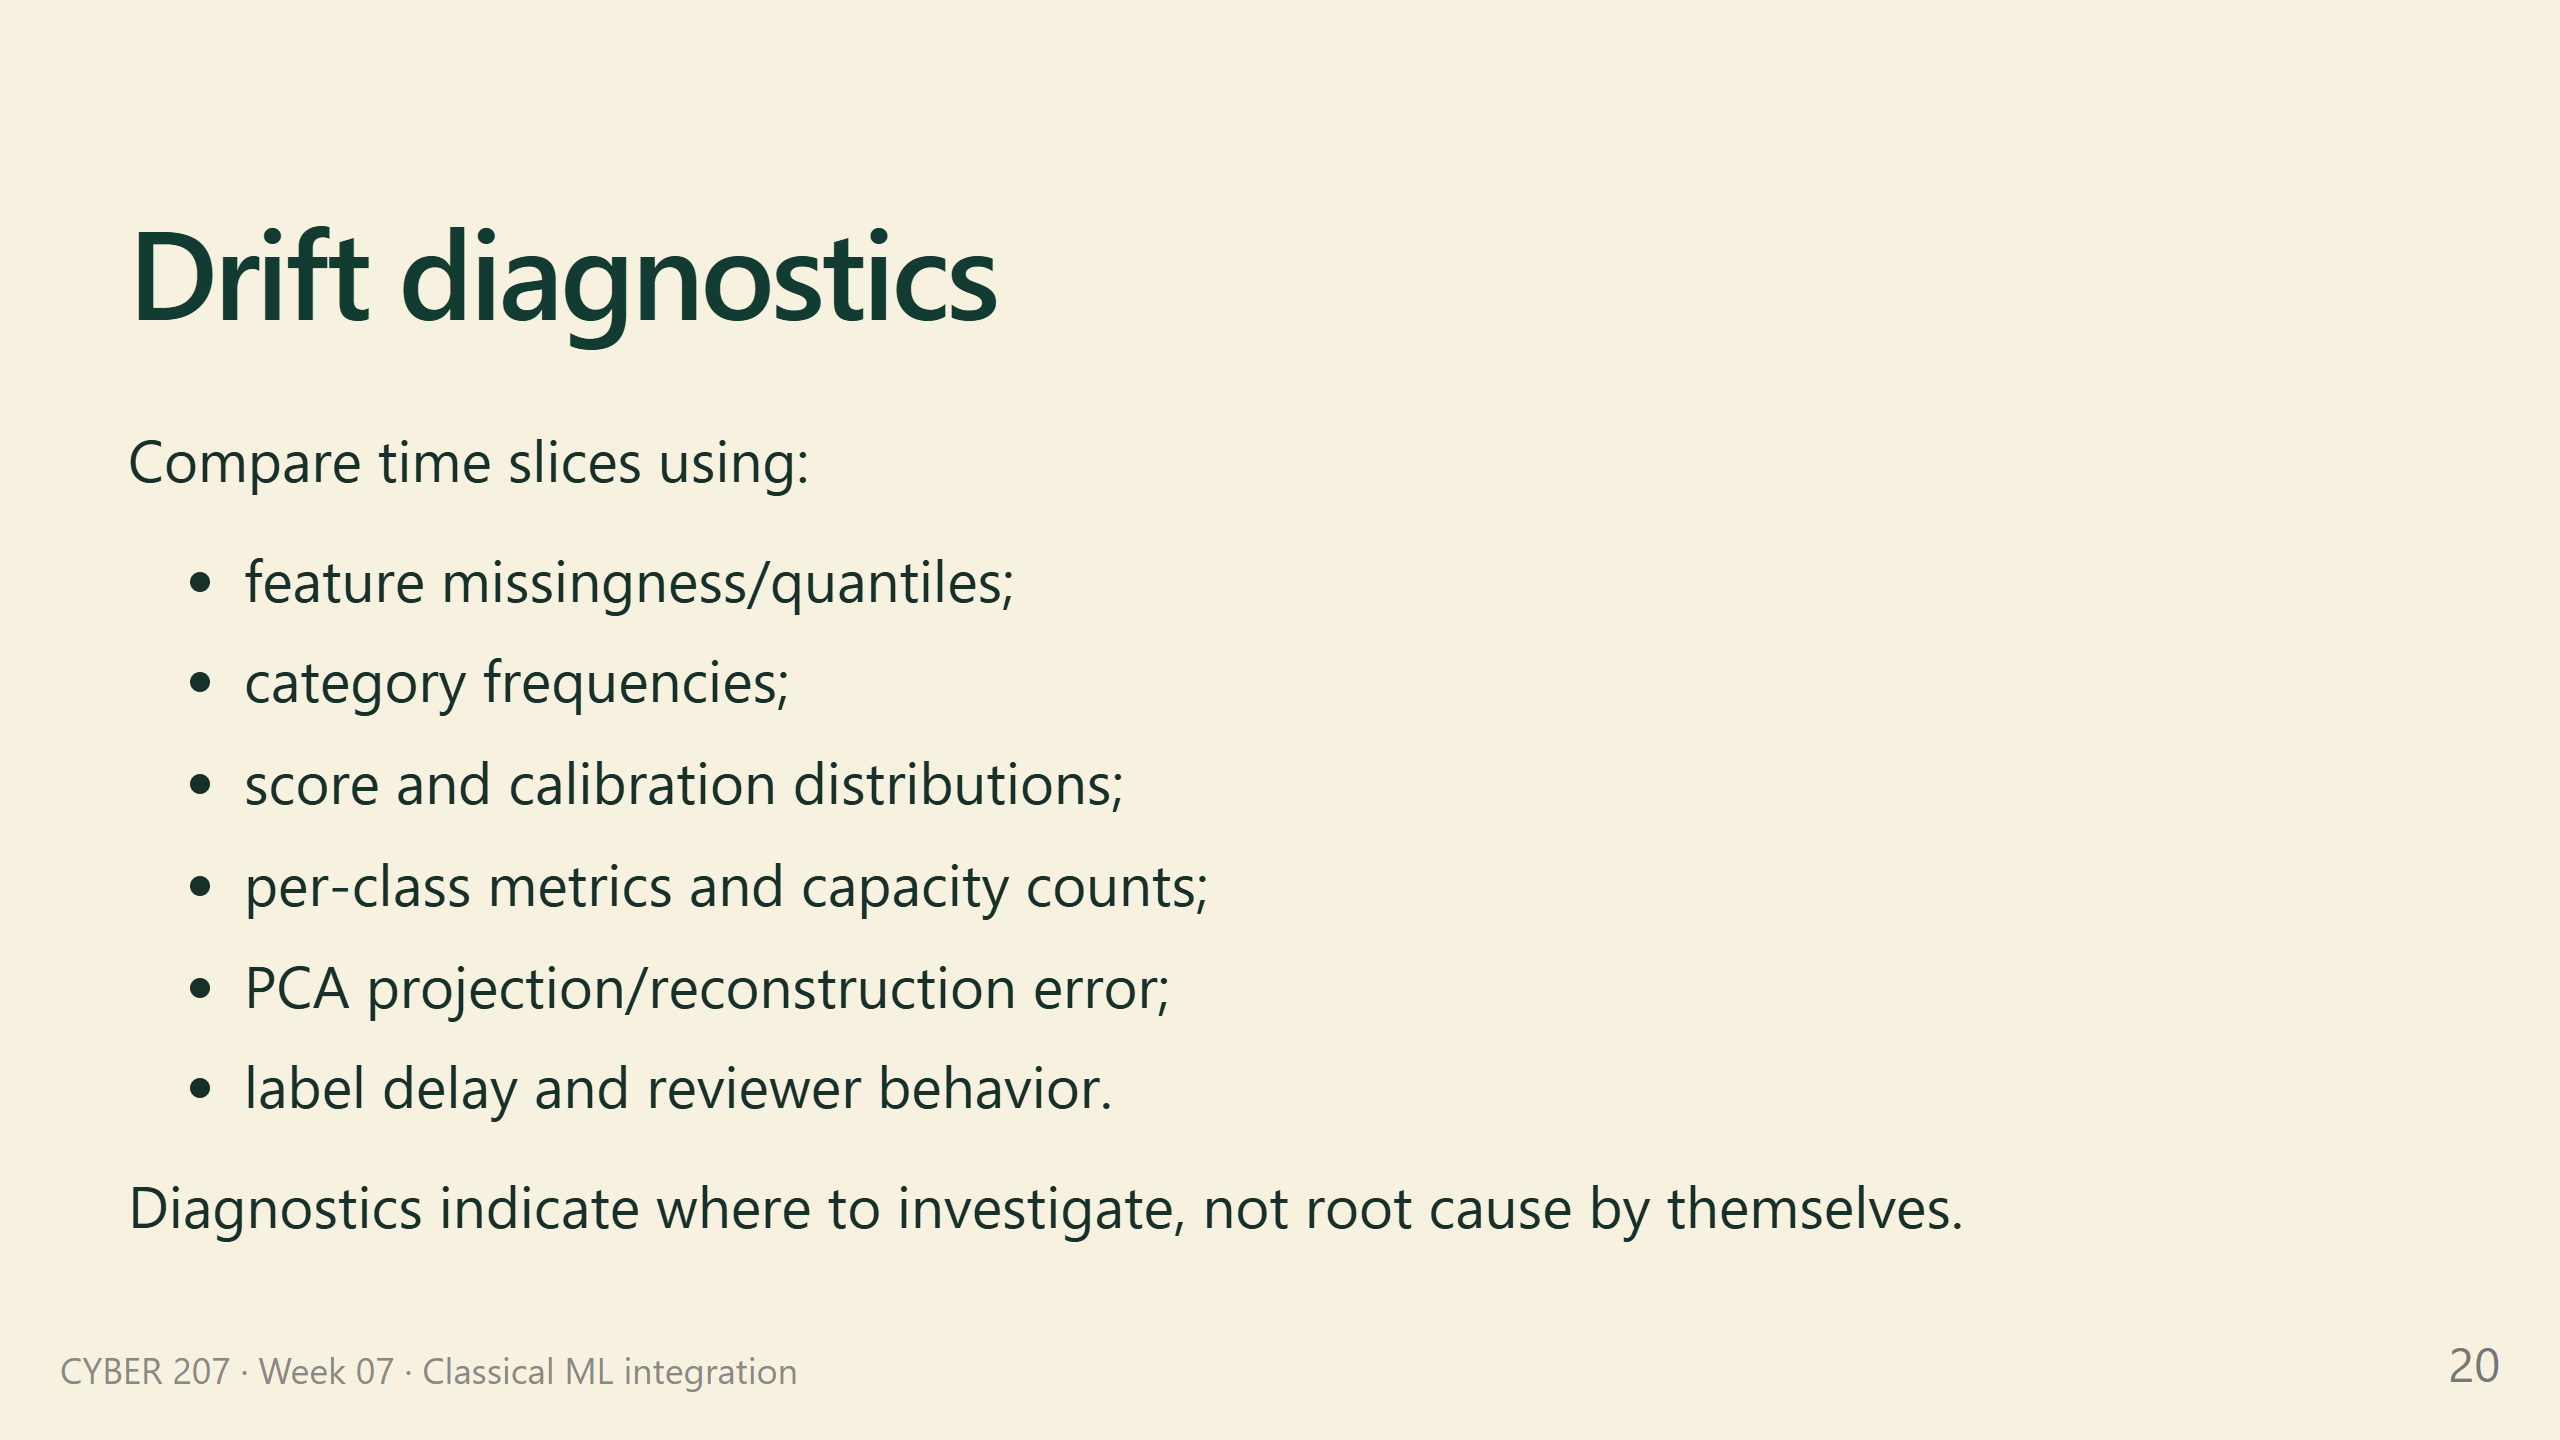 Drift diagnostics
Compare time slices using:
• feature missingness/quantiles;
• category frequencies;
• score and calibration distributions;
• per-class metrics and capacity counts;
• PCA projection/reconstruction error;
• label delay and reviewer behavior.
Diagnostics indicate where to investigate, not root cause by themselves.
CYBER 207 · Week 07 · Classical ML integration
20